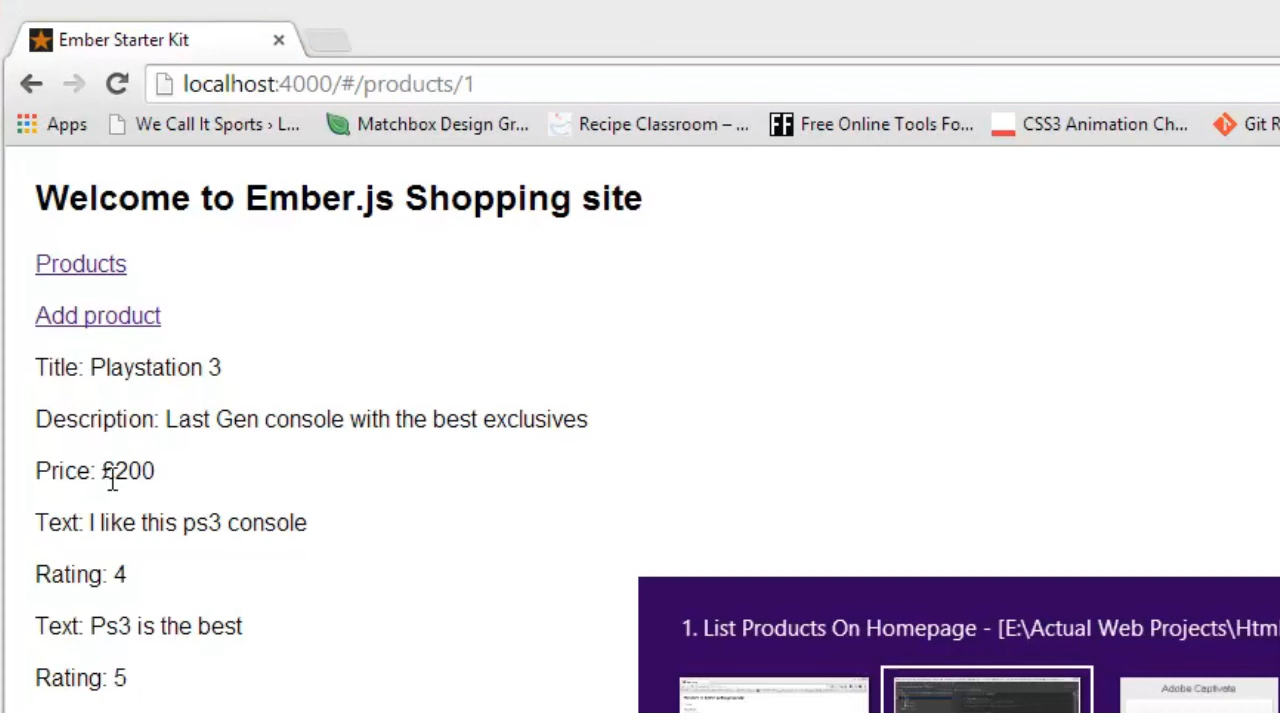 Ember Starter Kit
localhost:4000/#/products/1
Apps We Call It Sports › L... Matchbox Design Gr... Recipe Classroom – ... FF Free Online Tools Fo... CSS3 Animation Ch... Git R
Welcome to Ember.js Shopping site
Products
Add product
Title: Playstation 3
Description: Last Gen console with the best exclusives
Price: £200
Text: I like this ps3 console
Rating: 4
Text: Ps3 is the best
Rating: 5
1. List Products On Homepage - [E:\Actual Web Projects\Html
Adobe Captivate